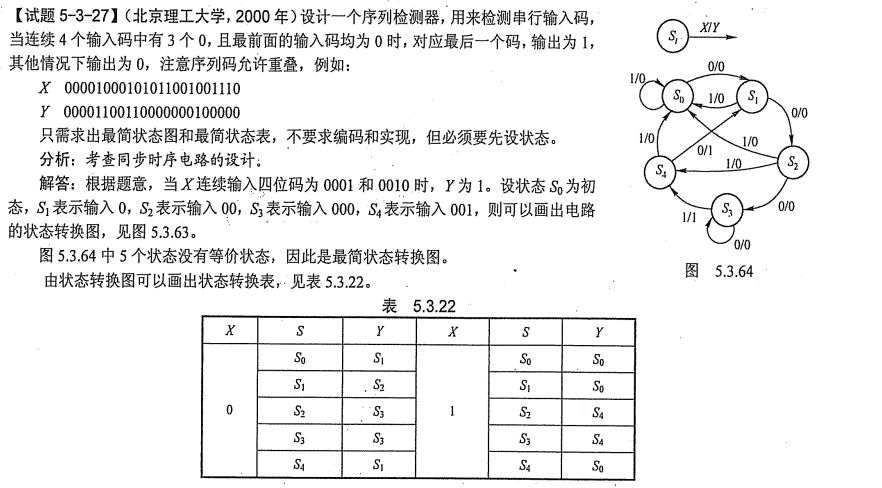 【试题 5-3-27】(北京理工大学,2000 年)设计一个序列检测器,用来检测串行输入码,
当连续 4 个输入码中有 3 个 0,且最前面的输入码均为 0 时,对应最后一个码,输出为 1,
其他情况下输出为 0,注意序列码允许重叠,例如:
X 000010001010110010011110
Y 000011001100000000100000
只需求出最简状态图和最简状态表,不要求编码和实现,但必须要先设状态。
分析:考查同步时序电路的设计。
解答:根据题意,当 X 连续输入四位码为 0001 和 0010 时,Y 为 1。设状态 S0 为初
态,S1 表示输入 0,S2 表示输入 00,S3 表示输入 000,S4 表示输入 001,则可以画出电路
的状态转换图,见图 5.3.63。
图 5.3.64 中 5 个状态没有等价状态,因此是最简状态转换图。
由状态转换图可以画出状态转换表,见表 5.3.22。
Si X/Y
0/0
1/0 S0 1/0 S1
0/0
1/0 0/1 1/0
S4 1/0 S2
1/1 S3 0/0
0/0
图 5.3.64
表 5.3.22
X S Y X S Y
S0 S1 S0 S0
S1 S2 S1 S0
0 S2 S3 1 S2 S4
S3 S3 S3 S4
S4 S1 S4 S0